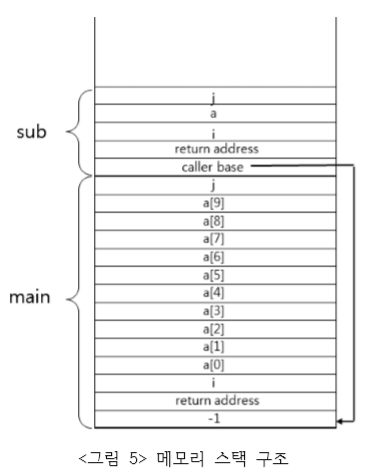 j
a
sub
i
return address
caller base
j
a[9]
a[8]
a[7]
a[6]
a[5]
a[4]
main
a[3]
a[2]
a[1]
a[0]
i
return address
-1
<그림 5> 메모리 스택 구조